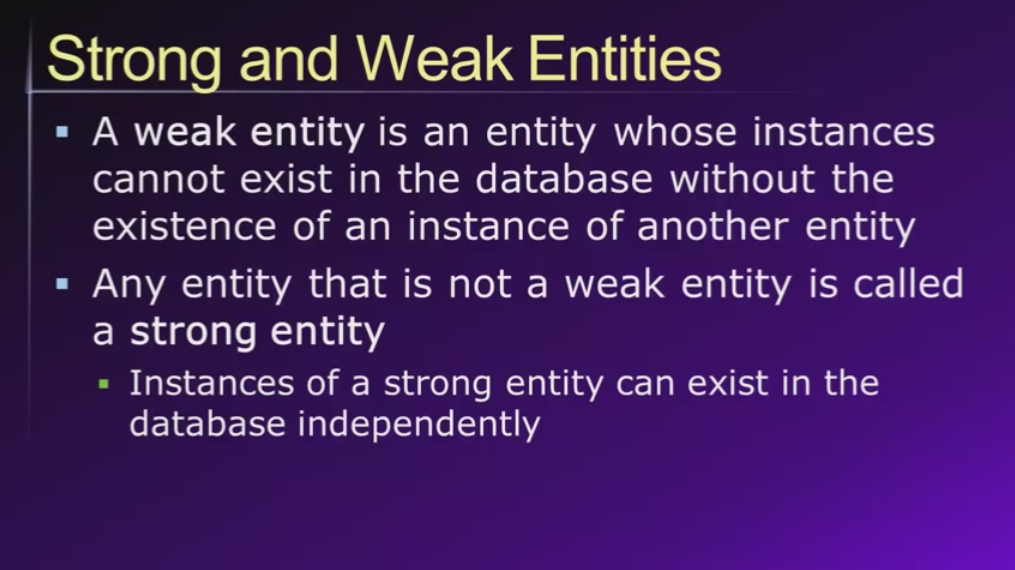 Strong and Weak Entities
A weak entity is an entity whose instances
cannot exist in the database without the
existence of an instance of another entity
Any entity that is not a weak entity is called
a strong entity
Instances of a strong entity can exist in the
database independently